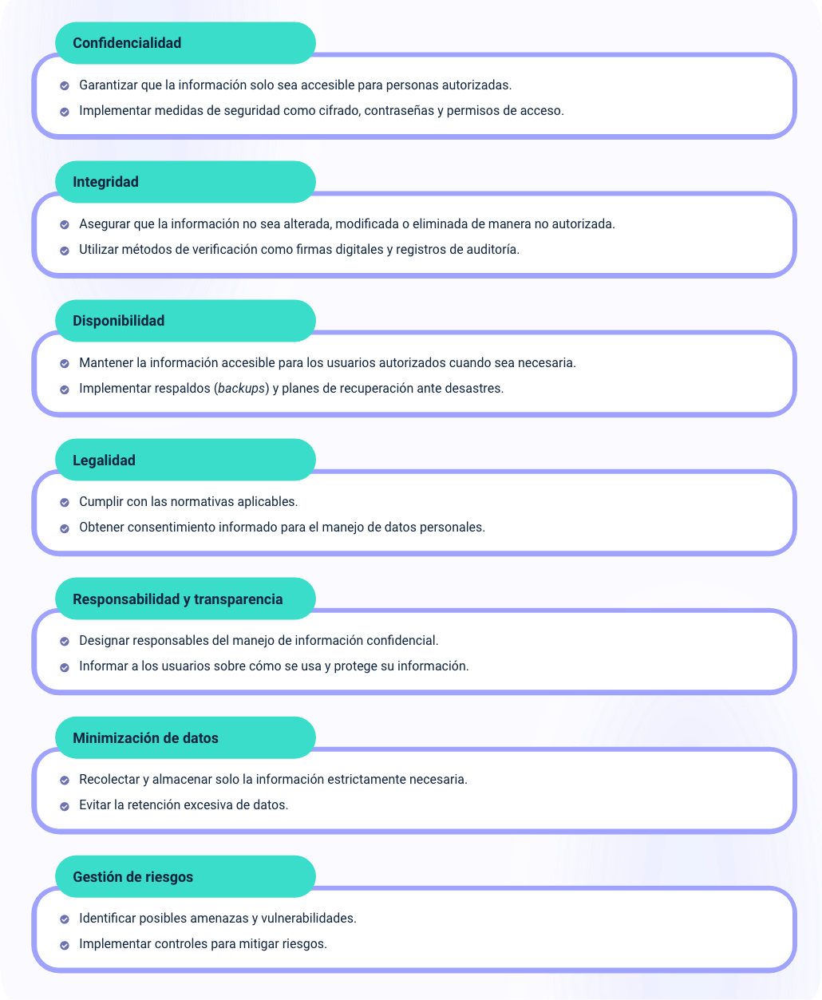 Confidencialidad
Garantizar que la información solo sea accesible para personas autorizadas.
Implementar medidas de seguridad como cifrado, contraseñas y permisos de acceso.
Integridad
Asegurar que la información no sea alterada, modificada o eliminada de manera no autorizada.
Utilizar métodos de verificación como firmas digitales y registros de auditoría.
Disponibilidad
Mantener la información accesible para los usuarios autorizados cuando sea necesaria.
Implementar respaldos (backups) y planes de recuperación ante desastres.
Legalidad
Cumplir con las normativas aplicables.
Obtener consentimiento informado para el manejo de datos personales.
Responsabilidad y transparencia
Designar responsables del manejo de información confidencial.
Informar a los usuarios sobre cómo se usa y protege su información.
Minimización de datos
Recolectar y almacenar solo la información estrictamente necesaria.
Evitar la retención excesiva de datos.
Gestión de riesgos
Identificar posibles amenazas y vulnerabilidades.
Implementar controles para mitigar riesgos.